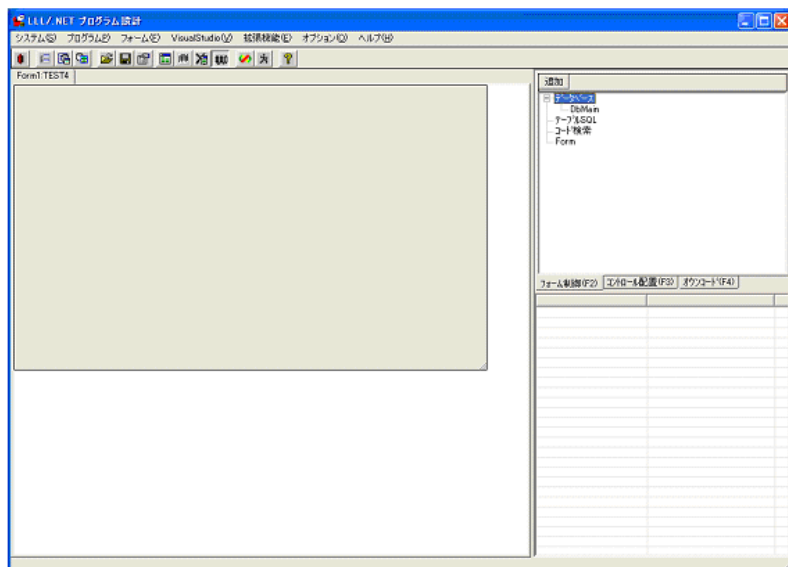 LLL/.NET プログラム設計
システム(S) プログラム(P) フォーム(F) VisualStudio(V) 拡張機能(E) オプション(O) ヘルプ(H)
Form1:TEST4
追加
データベース
DbMain
テーブルSQL
コード検索
Form
フォーム制御(F2) コントロール配置(F3) オウンコード(F4)